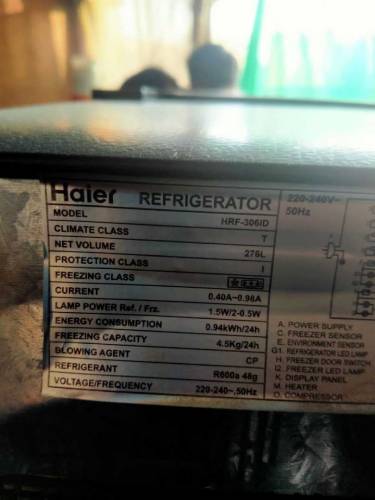 Haier REFRIGERATOR
MODEL HRF-306ID
CLIMATE CLASS T
NET VOLUME 276L
PROTECTION CLASS I
FREEZING CLASS
CURRENT 0.40A~0.98A
LAMP POWER Ref. / Frz. 1.5W/2-0.5W
ENERGY CONSUMPTION 0.94kWh/24h
FREEZING CAPACITY 4.5Kg/24h
BLOWING AGENT CP
REFRIGERANT R600a 48g
VOLTAGE/FREQUENCY 220-240~,50Hz
220-240V~
50Hz
A. POWER SUPPLY
C. FREEZER SENSOR
E. ENVIRONMENT SENSOR
G1. REFRIGERATOR LED LAMP
H. FREEZER DOOR SWITCH
I2. FREEZER LED LAMP
K. DISPLAY PANEL
M. HEATER
O. COMPRESSOR